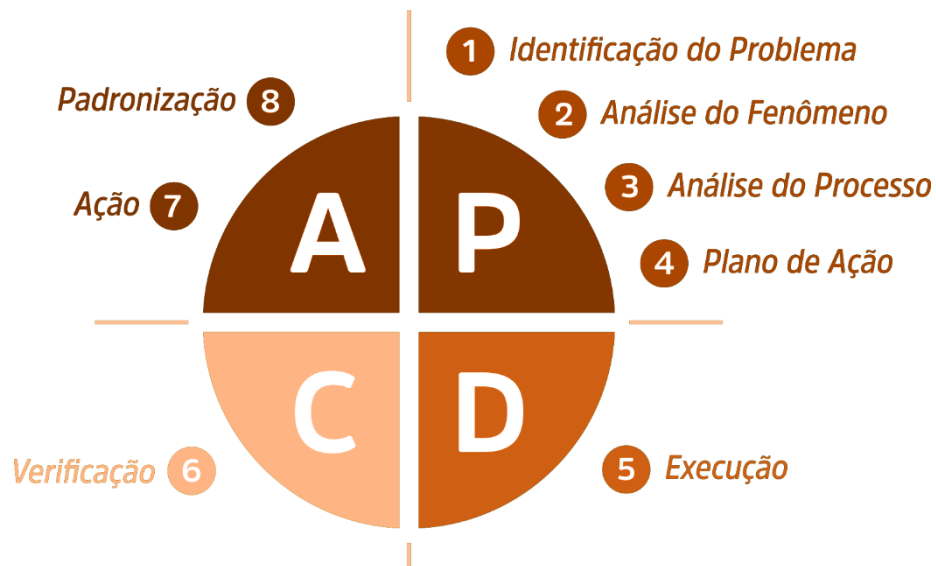 1 Identificação do Problema
2 Análise do Fenômeno
3 Análise do Processo
4 Plano de Ação
5 Execução
Verificação 6
Ação 7
Padronização 8
A P
C D